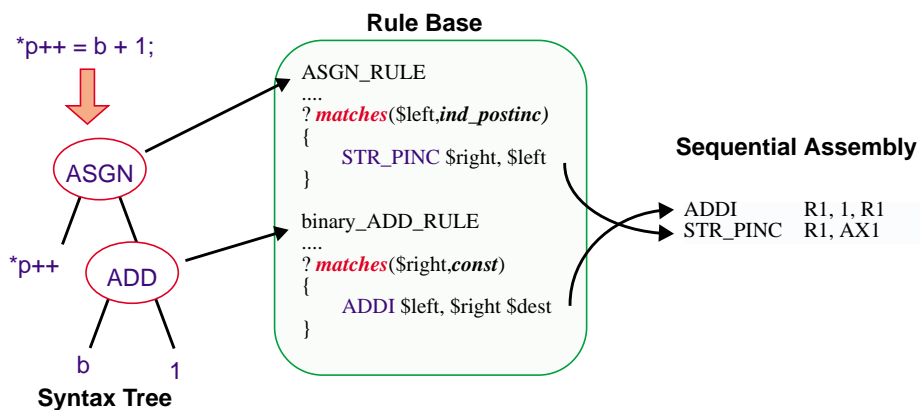 Rule Base
*p++ = b + 1;
ASGN_RULE
....
? matches($left,ind_postinc)
{
STR_PINC $right, $left
}
binary_ADD_RULE
....
? matches($right,const)
{
ADDI $left, $right $dest
}
ASGN
*p++
ADD
b
1
Syntax Tree
Sequential Assembly
ADDI R1, 1, R1
STR_PINC R1, AX1